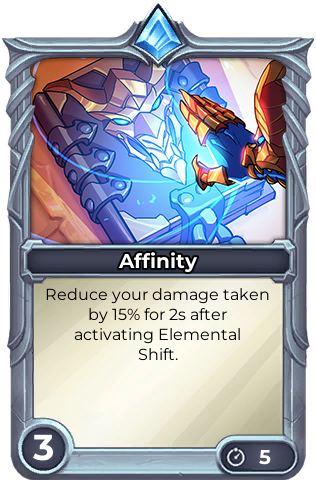 Affinity
Reduce your damage taken
by 15% for 2s after
activating Elemental
Shift.
3
5